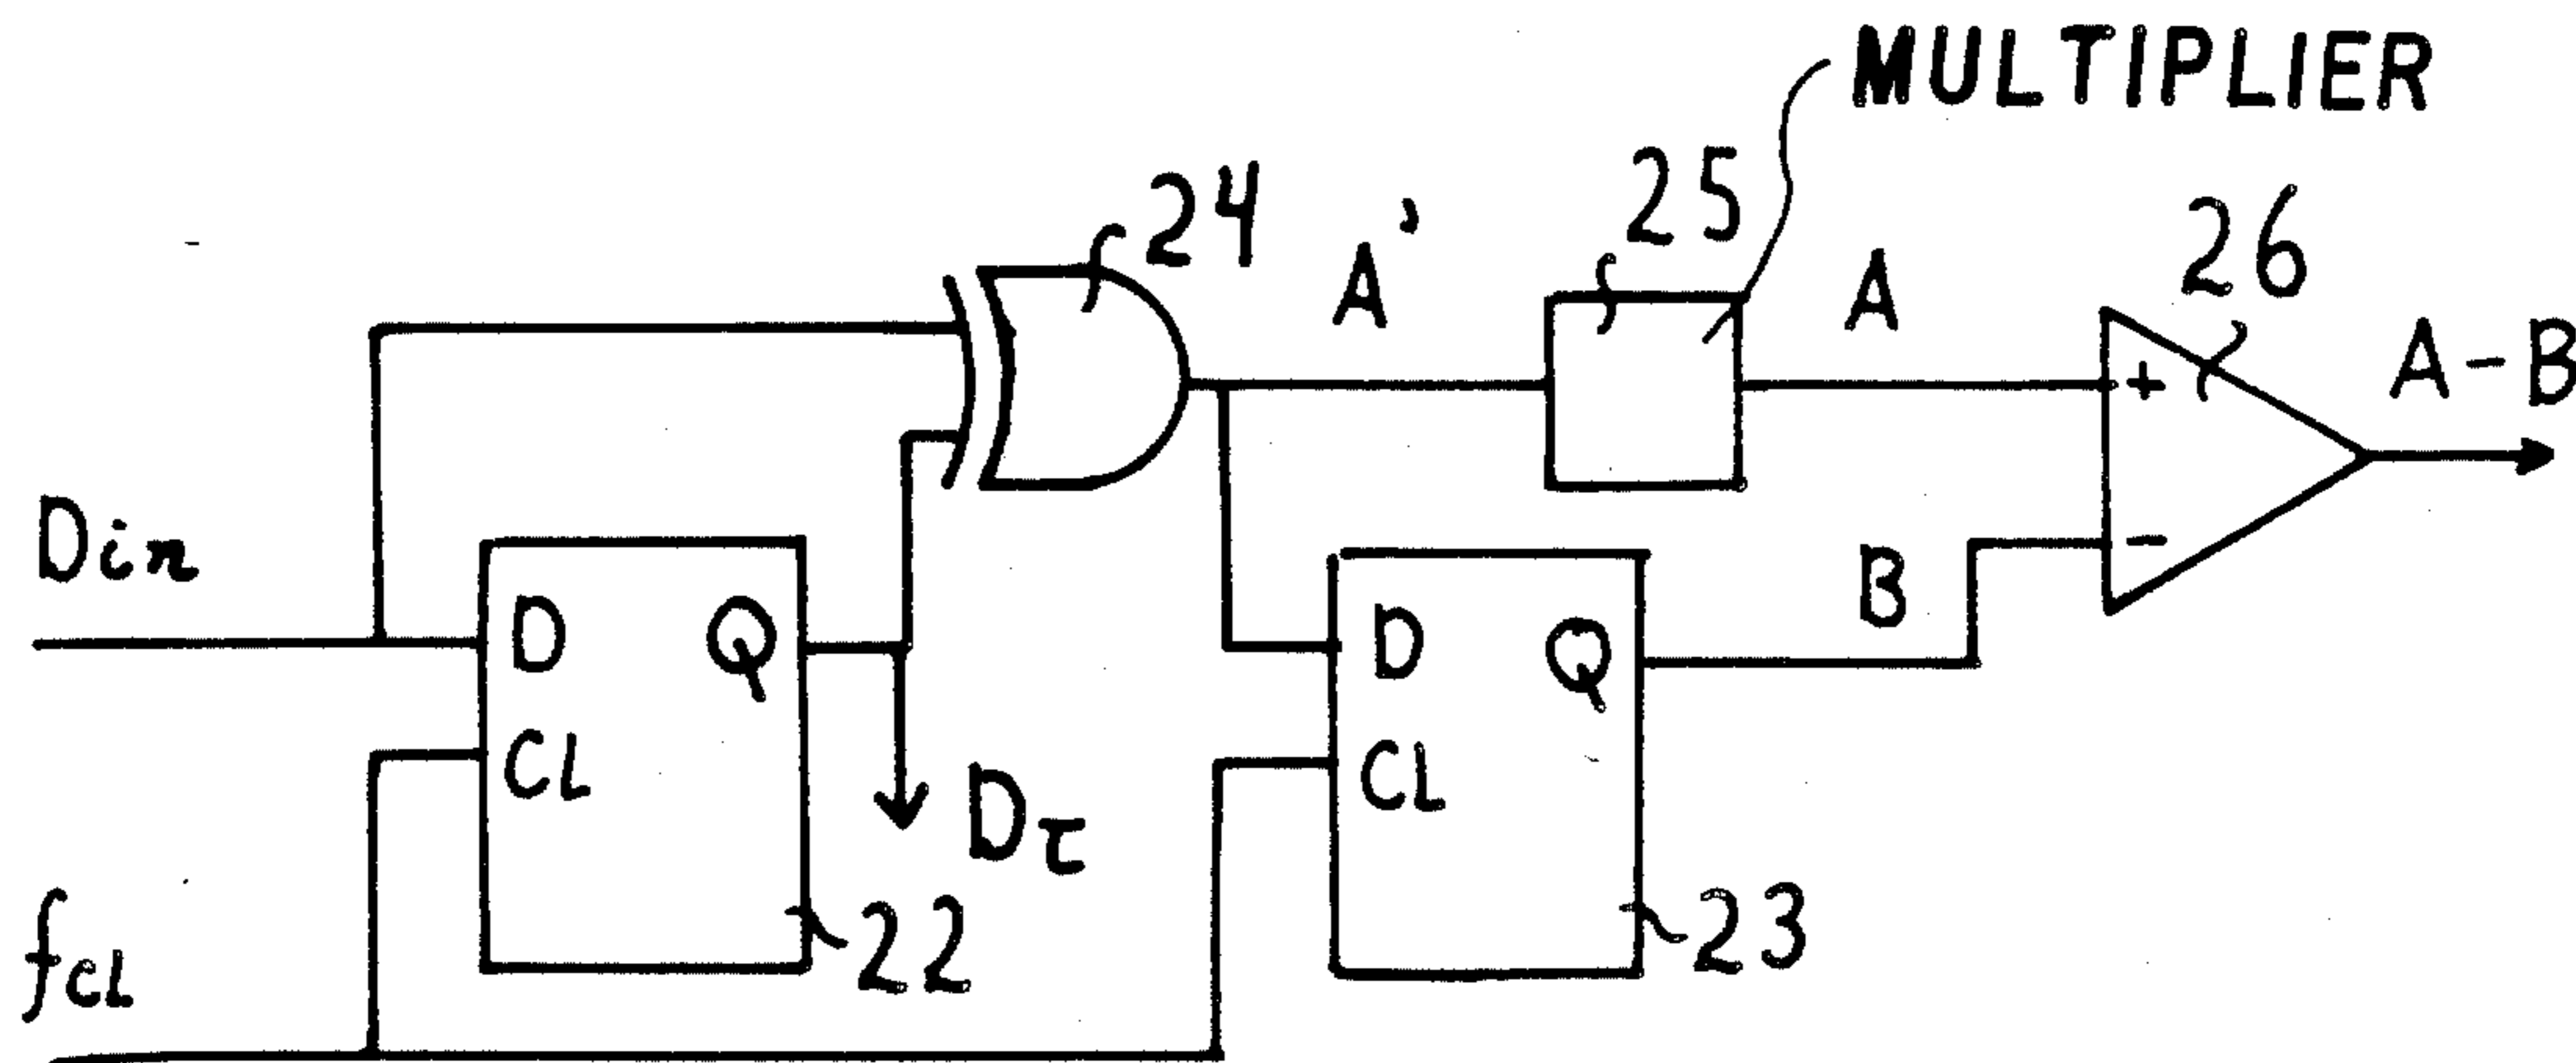 MULTIPLIER
24
A'
25
A
26
A-B
Din
D
Q
CL
Dτ
22
D
Q
CL
B
23
+
-
fCL